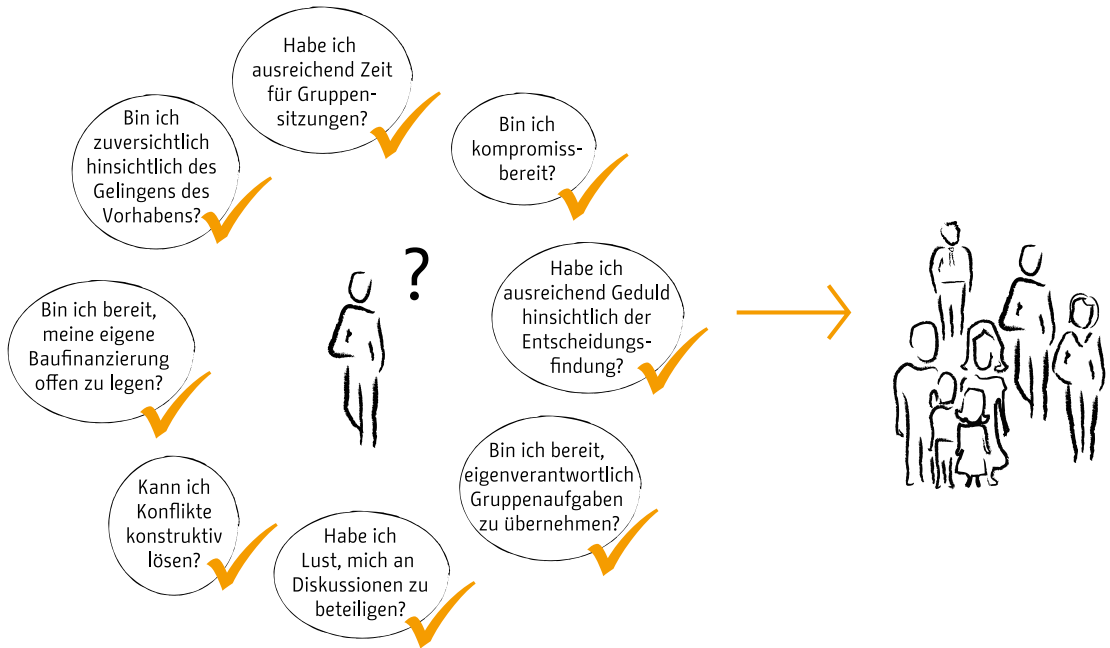 Habe ich
ausreichend Zeit
für Gruppen-
sitzungen?
Bin ich
kompromiss-
bereit?
Habe ich
ausreichend Geduld
hinsichtlich der
Entscheidungs-
findung?
Bin ich bereit,
eigenverantwortlich
Gruppenaufgaben
zu übernehmen?
Habe ich
Lust, mich an
Diskussionen zu
beteiligen?
Kann ich
Konflikte
konstruktiv
lösen?
Bin ich bereit,
meine eigene
Baufinanzierung
offen zu legen?
Bin ich
zuversichtlich
hinsichtlich des
Gelingens des
Vorhabens?
?